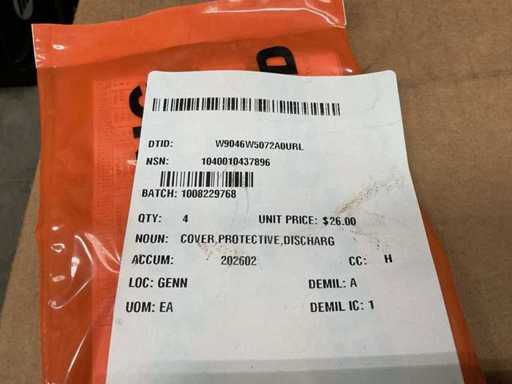 DTID: W9046W5072A0URL
NSN: 1040010437896
BATCH: 1008229768
QTY: 4 UNIT PRICE: $26.00
NOUN: COVER,PROTECTIVE,DISCHARG
ACCUM: 202602 CC: H
LOC: GENN DEMIL: A
UOM: EA DEMIL IC: 1